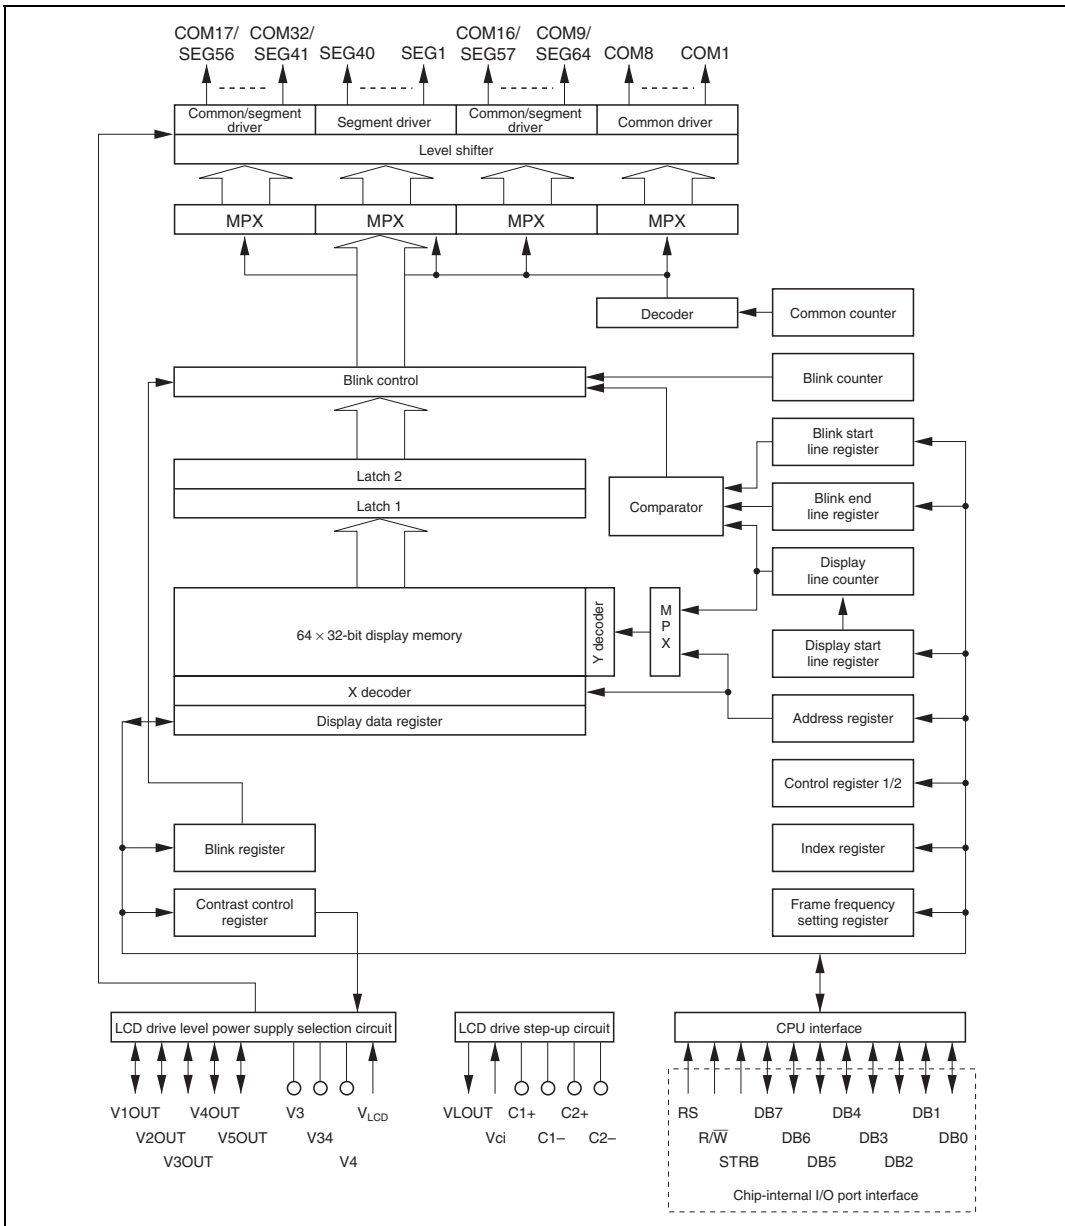 COM17/ COM32/ COM16/ COM9/
SEG56 SEG41 SEG40 SEG1 SEG57 SEG64 COM8 COM1
Common/segment
driver
Segment driver
Common/segment
driver
Common driver
Level shifter
MPX MPX MPX MPX
Decoder
Common counter
Blink control
Blink counter
Blink start
line register
Latch 2
Latch 1
Comparator
Blink end
line register
Display
line counter
64 × 32-bit display memory
Y decoder
M
P
X
Display start
line register
X decoder
Display data register
Address register
Control register 1/2
Blink register
Index register
Contrast control
register
Frame frequency
setting register
LCD drive level power supply selection circuit
LCD drive step-up circuit
CPU interface
V1OUT V4OUT V3 VLCD VLOUT C1+ C2+ RS DB7 DB4 DB1
V2OUT V5OUT V34 Vci C1– C2– R/W̅ DB6 DB3 DB0
V3OUT V4 STRB DB5 DB2
Chip-internal I/O port interface